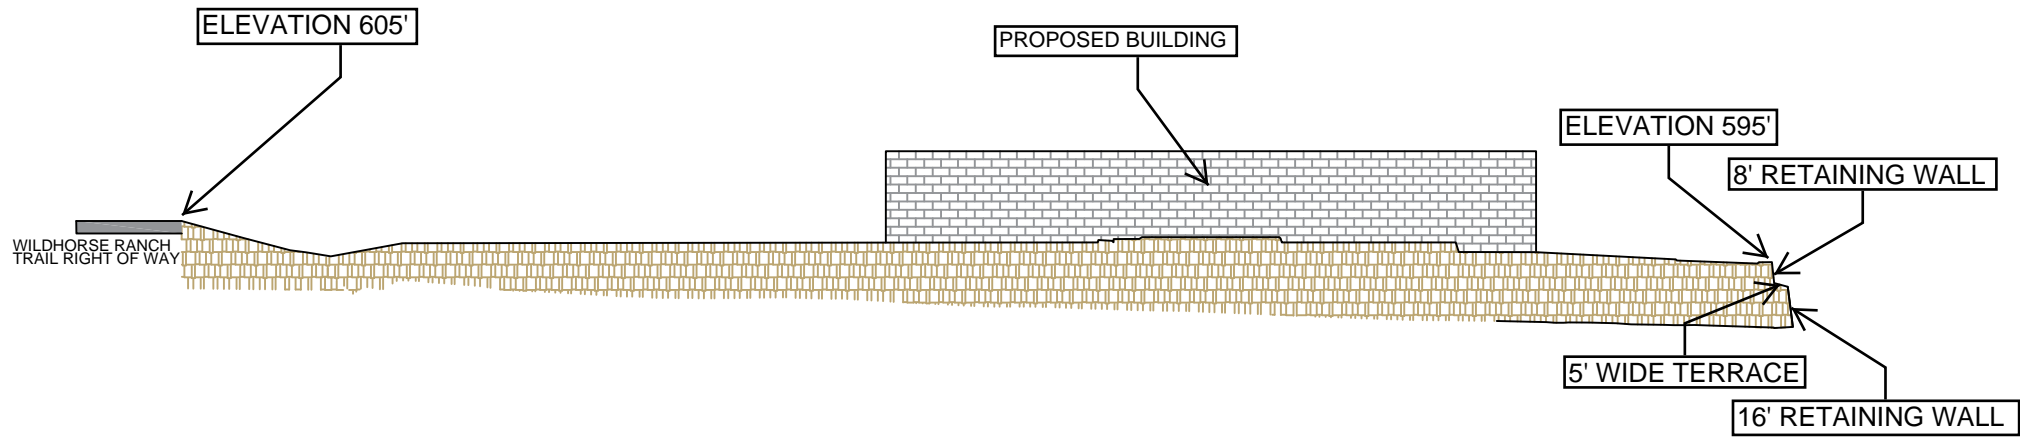 ELEVATION 605'
PROPOSED BUILDING
ELEVATION 595'
8' RETAINING WALL
WILDHORSE RANCH
TRAIL RIGHT OF WAY
5' WIDE TERRACE
16' RETAINING WALL